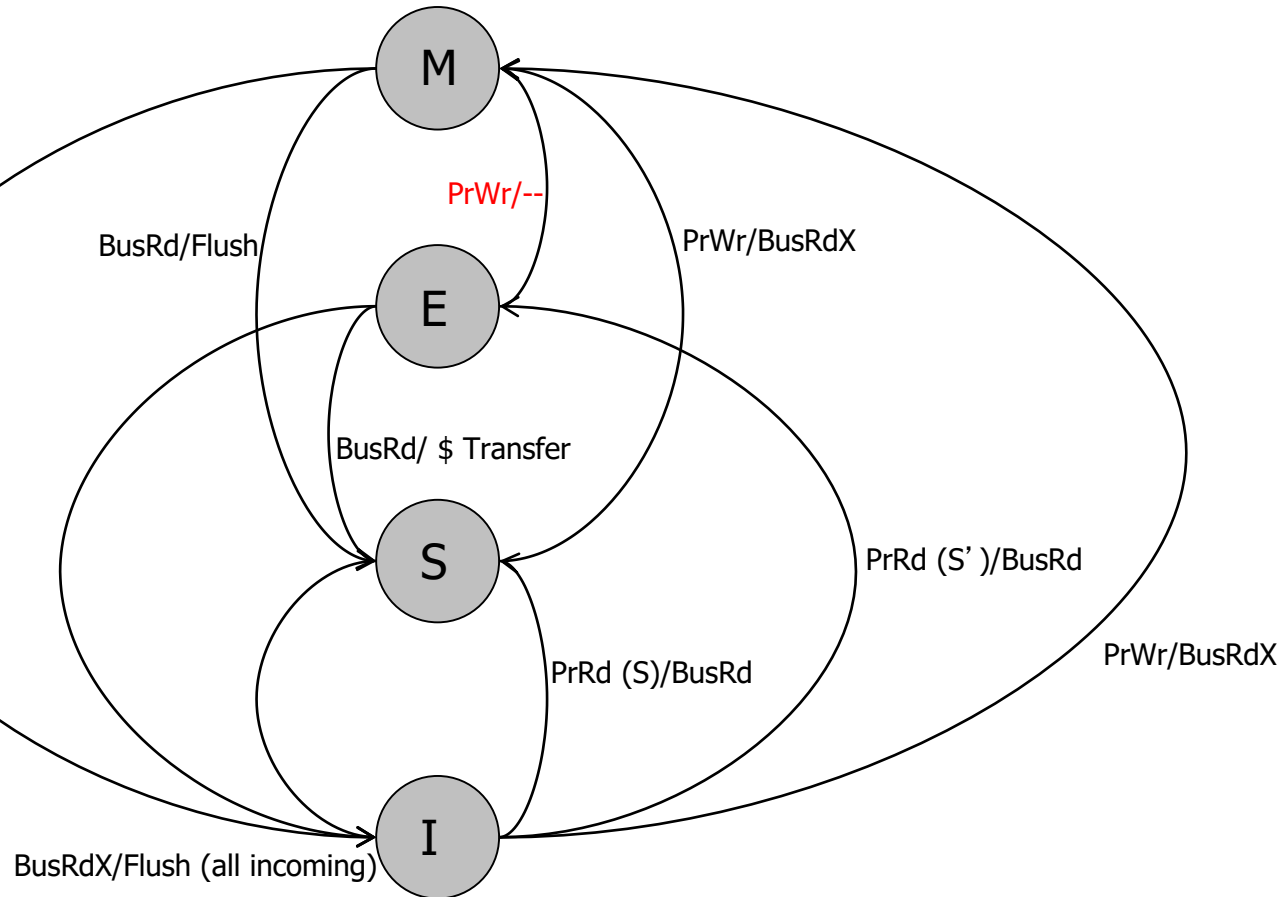 M
PrWr/--
BusRd/Flush
PrWr/BusRdX
E
BusRd/ $ Transfer
S
PrRd (S’ )/BusRd
PrWr/BusRdX
PrRd (S)/BusRd
I
BusRdX/Flush (all incoming)